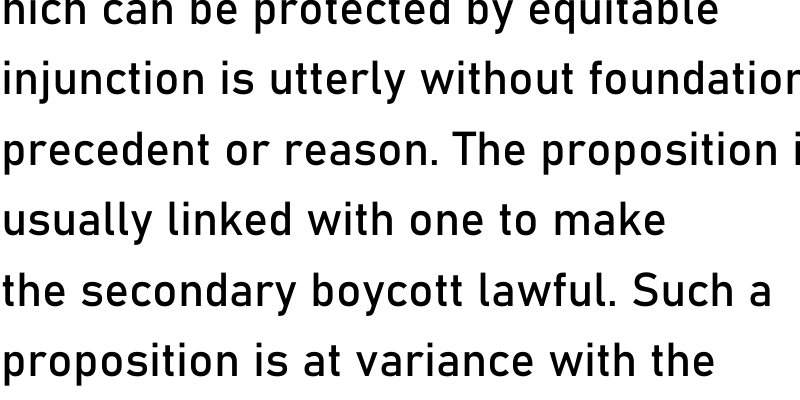 hich can be protected by equitable
injunction is utterly without foundation
precedent or reason. The proposition i
usually linked with one to make
the secondary boycott lawful. Such a
proposition is at variance with the